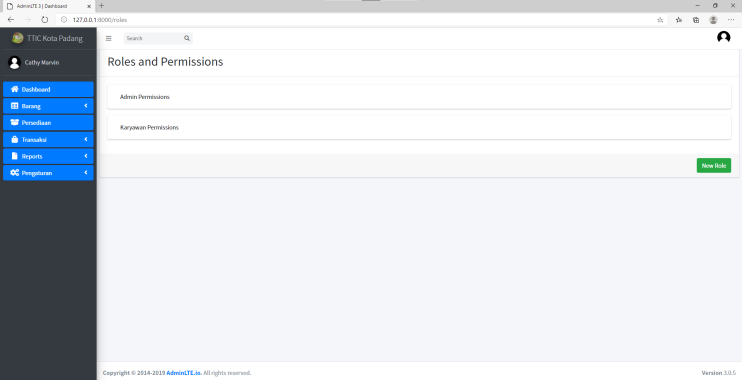 AdminLTE 3 | Dashboard
127.0.0.1:8000/roles
TTIC Kota Padang
Search
Cathy Marvin
Roles and Permissions
Dashboard
Barang
Persediaan
Transaksi
Reports
Pengaturan
Admin Permissions
Karyawan Permissions
New Role
Copyright © 2014-2019 AdminLTE.io. All rights reserved.
Version 3.0.5